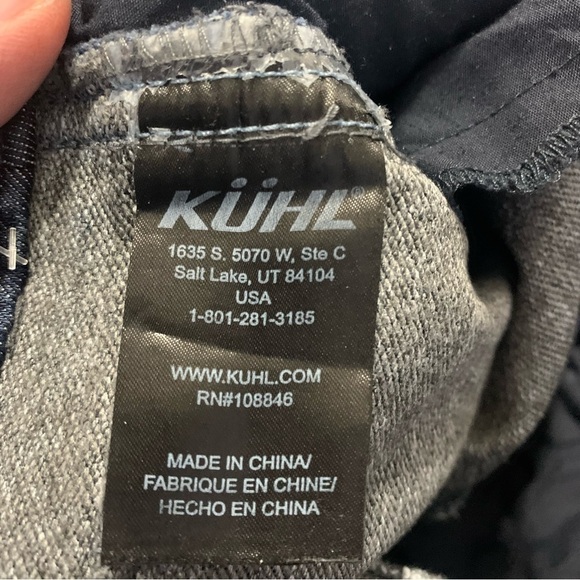 KÜHL®
1635 S. 5070 W, Ste C
Salt Lake, UT 84104
USA
1-801-281-3185
WWW.KUHL.COM
RN#108846
MADE IN CHINA/
FABRIQUE EN CHINE/
HECHO EN CHINA